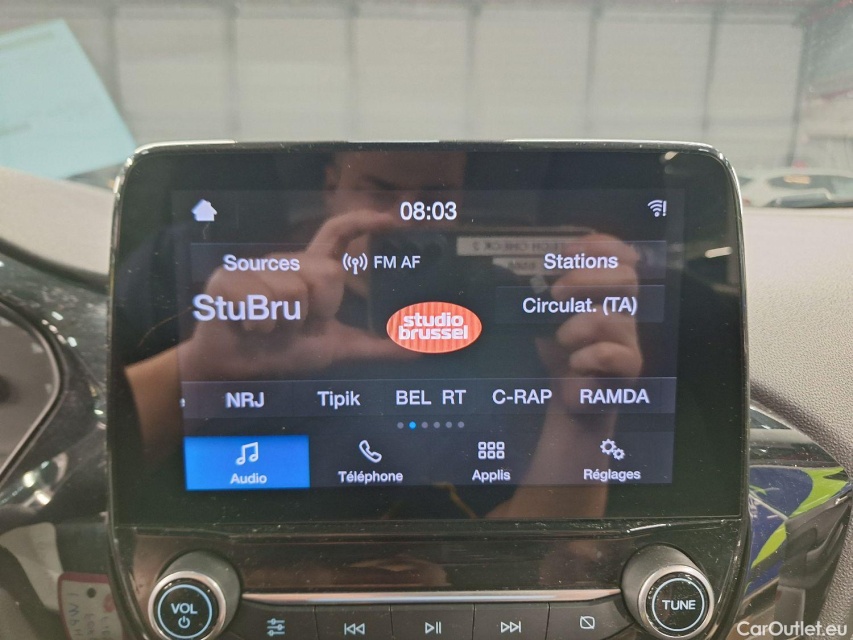 08:03
Sources FM AF Stations
StuBru
studio
brussel
Circulat. (TA)
NRJ Tipik BEL RT C-RAP RAMDA
Audio Téléphone Applis Réglages
VOL
TUNE
CarOutlet.eu